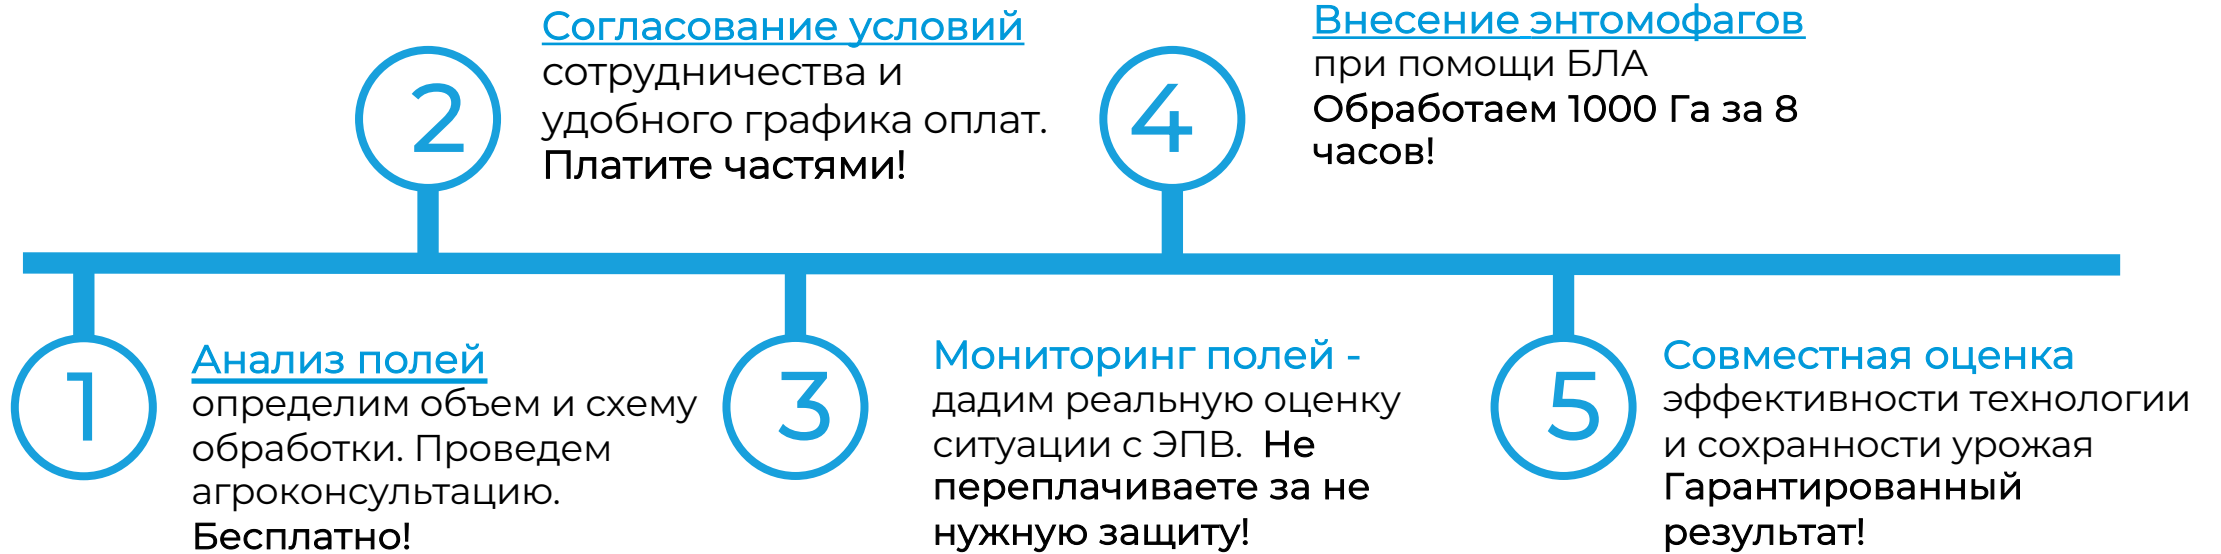 1
Анализ полей
определим объем и схему
обработки. Проведем
агроконсультацию.
Бесплатно!
2
Согласование условий
сотрудничества и
удобного графика оплат.
Платите частями!
3
Мониторинг полей -
дадим реальную оценку
ситуации с ЭПВ. Не
переплачиваете за не
нужную защиту!
4
Внесение энтомофагов
при помощи БЛА
Обработаем 1000 Га за 8
часов!
5
Совместная оценка
эффективности технологии
и сохранности урожая
Гарантированный
результат!